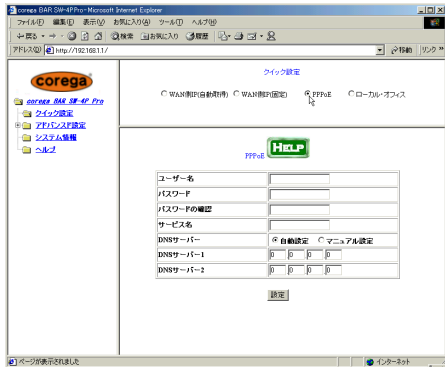 corega BAR SW-4PPro - Microsoft Internet Explorer
ファイル(F) 編集(E) 表示(V) お気に入り(A) ツール(T) ヘルプ(H)
戻る 検索 お気に入り 履歴
アドレス(D) http://192.168.1.1/ 移動 リンク »
corega
corega BAR SW-4P Pro
クイック設定
アドバンスド設定
システム情報
ヘルプ
クイック設定
WAN側IP(自動取得) WAN側IP(固定) PPPoE ローカル・オフィス
PPPoE HELP
ユーザー名
パスワード
パスワードの確認
サービス名
DNSサーバー 自動設定 マニュアル設定
DNSサーバー1 0 0 0 0
DNSサーバー2 0 0 0 0
設定
ページが表示されました インターネット